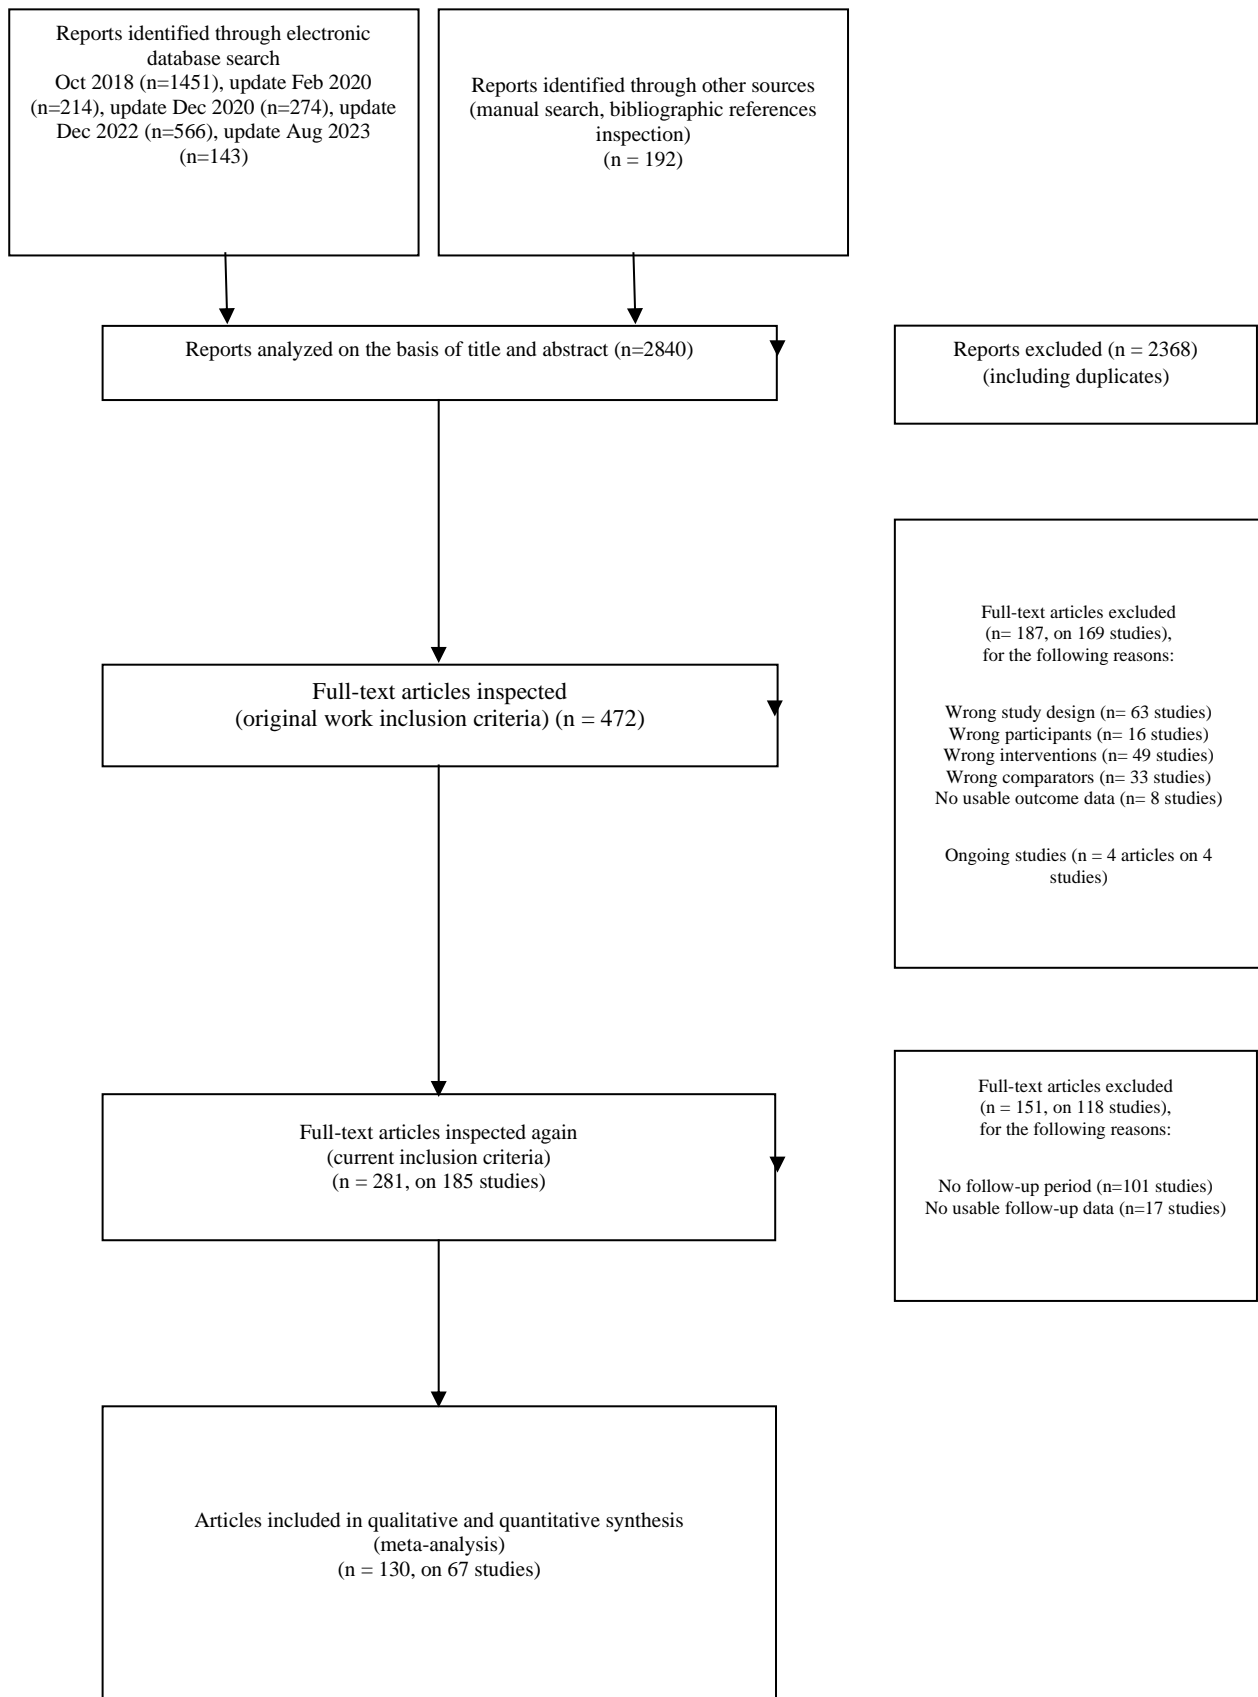 Reports identified through electronic
database search
Oct 2018 (n=1451), update Feb 2020
(n=214), update Dec 2020 (n=274), update
Dec 2022 (n=566), update Aug 2023
(n=143)
Reports identified through other sources
(manual search, bibliographic references
inspection)
(n = 192)
Reports analyzed on the basis of title and abstract (n=2840)
Reports excluded (n = 2368)
(including duplicates)
Full-text articles inspected
(original work inclusion criteria) (n = 472)
Full-text articles excluded
(n= 187, on 169 studies),
for the following reasons:
Wrong study design (n= 63 studies)
Wrong participants (n= 16 studies)
Wrong interventions (n= 49 studies)
Wrong comparators (n= 33 studies)
No usable outcome data (n= 8 studies)
Ongoing studies (n = 4 articles on 4
studies)
Full-text articles inspected again
(current inclusion criteria)
(n = 281, on 185 studies)
Full-text articles excluded
(n = 151, on 118 studies),
for the following reasons:
No follow-up period (n=101 studies)
No usable follow-up data (n=17 studies)
Articles included in qualitative and quantitative synthesis
(meta-analysis)
(n = 130, on 67 studies)